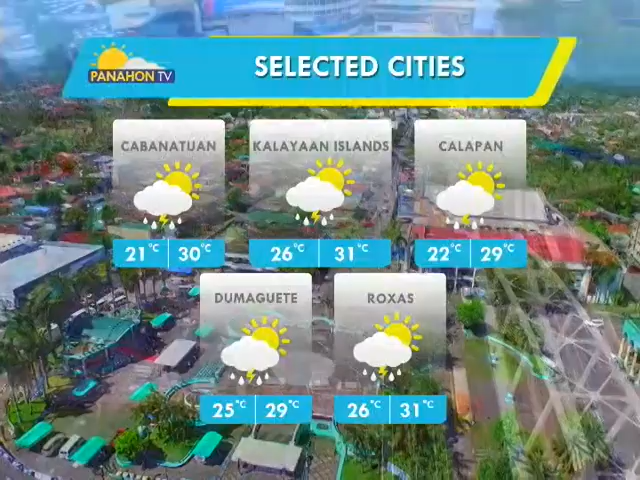 PANAHON TV
SELECTED CITIES
CABANATUAN
21°C 30°C
KALAYAAN ISLANDS
26°C 31°C
CALAPAN
22°C 29°C
DUMAGUETE
25°C 29°C
ROXAS
26°C 31°C